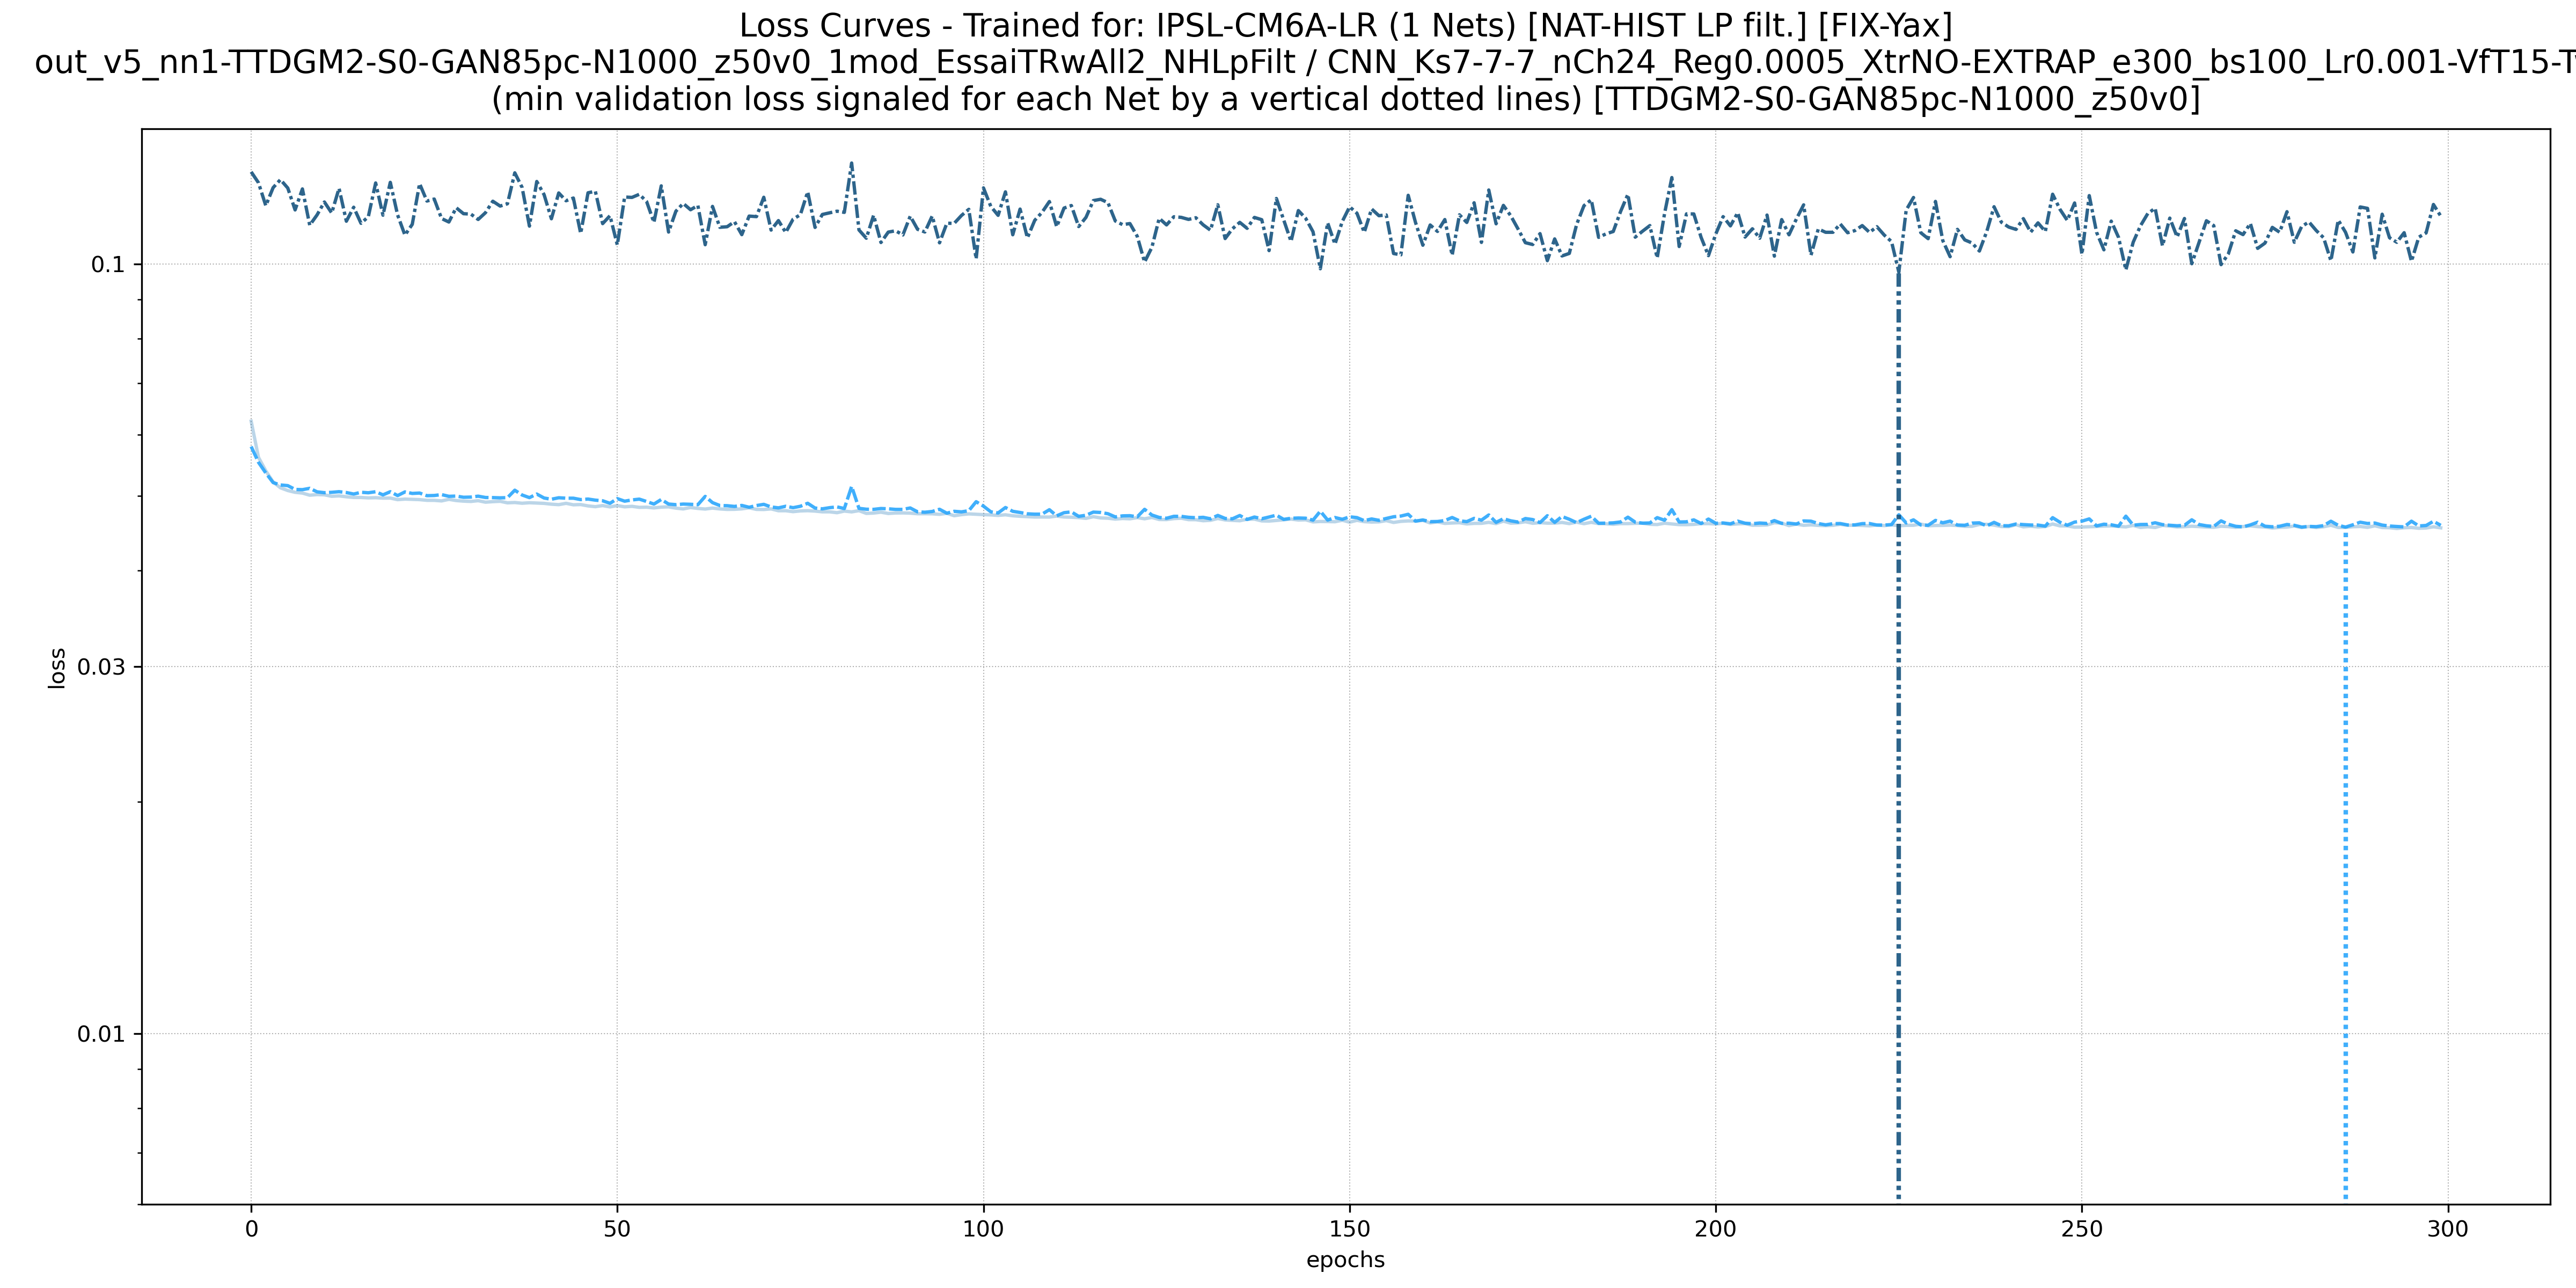 Loss Curves - Trained for: IPSL-CM6A-LR (1 Nets) [NAT-HIST LP filt.] [FIX-Yax]
out_v5_nn1-TTDGM2-S0-GAN85pc-N1000_z50v0_1mod_EssaiTRwAll2_NHLpFilt / CNN_Ks7-7-7_nCh24_Reg0.0005_XtrNO-EXTRAP_e300_bs100_Lr0.001-VfT15-T
(min validation loss signaled for each Net by a vertical dotted lines) [TTDGM2-S0-GAN85pc-N1000_z50v0]
0.1
0.03
0.01
loss
0 50 100 150 200 250 300
epochs